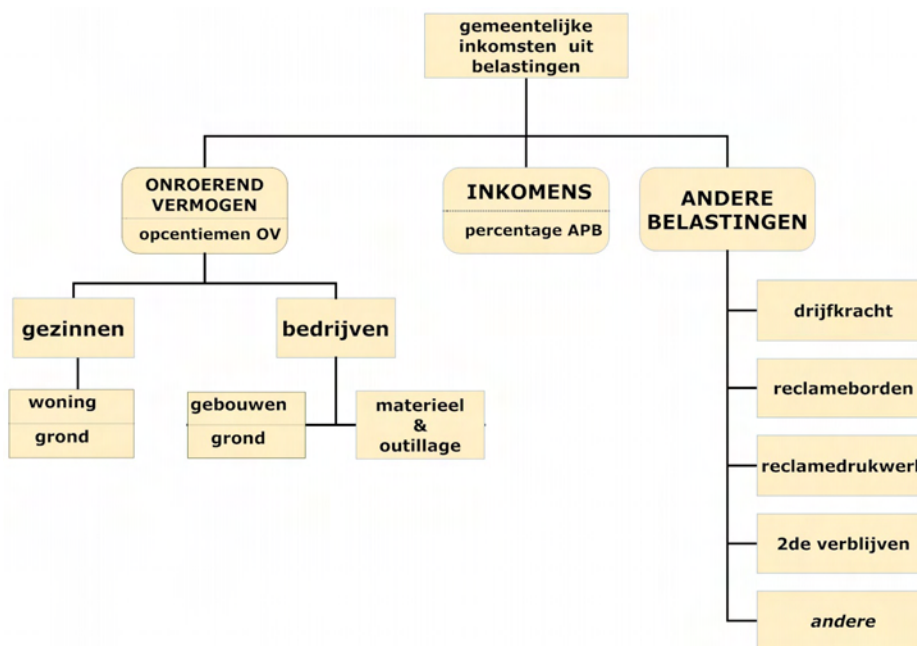 gemeentelijke
inkomsten uit
belastingen
ONROEREND
VERMOGEN
opcentiemen OV
INKOMENS
percentage APB
ANDERE
BELASTINGEN
gezinnen
bedrijven
woning
grond
gebouwen
grond
materieel
&
outillage
drijfkracht
reclameborden
reclamedrukwerk
2de verblijven
andere